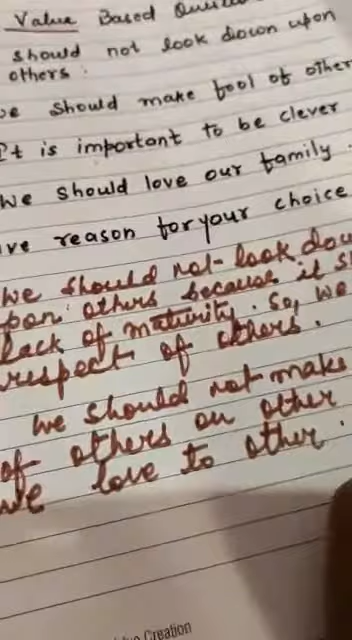 Value Based
should not look down upon
others :
should make fool of other
It is important to be clever
We should love our family.
reason for your choice
We should not look dow
others because it s
lack of maturity. So, we
respect of others.
We should not make
of others on other
we love to other.
Creation